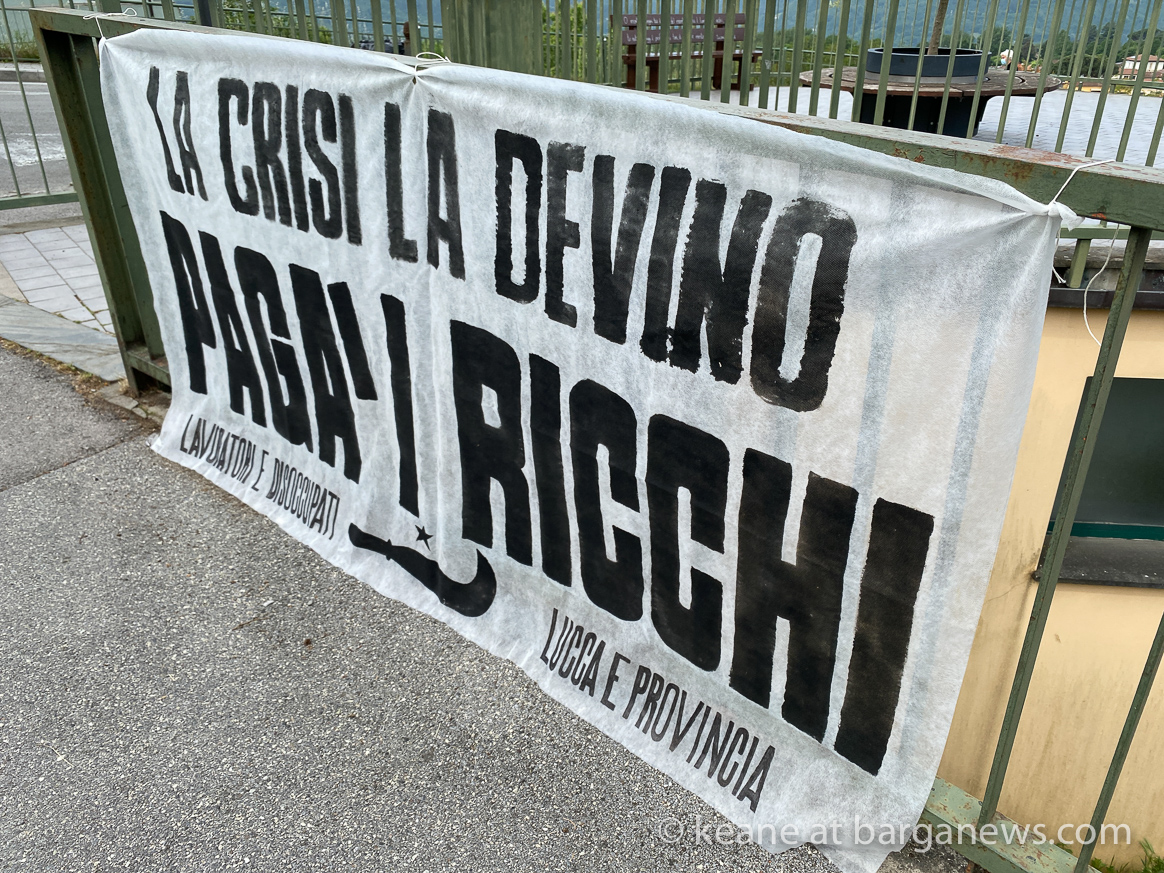 LA CRISI LA DEVINO
PAGA' I RICCHI
LAVORATORI E DISOCCUPATI
LUCCA E PROVINCIA
© keane at barganews.com